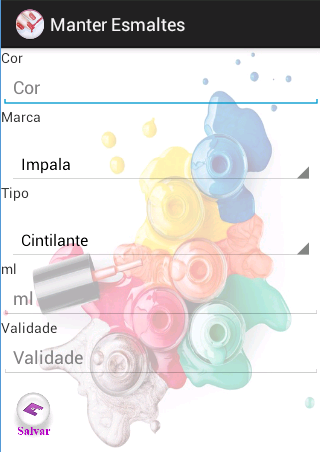 Manter Esmaltes
Cor
Cor
Marca
Impala
Tipo
Cintilante
ml
ml
Validade
Validade
Salvar